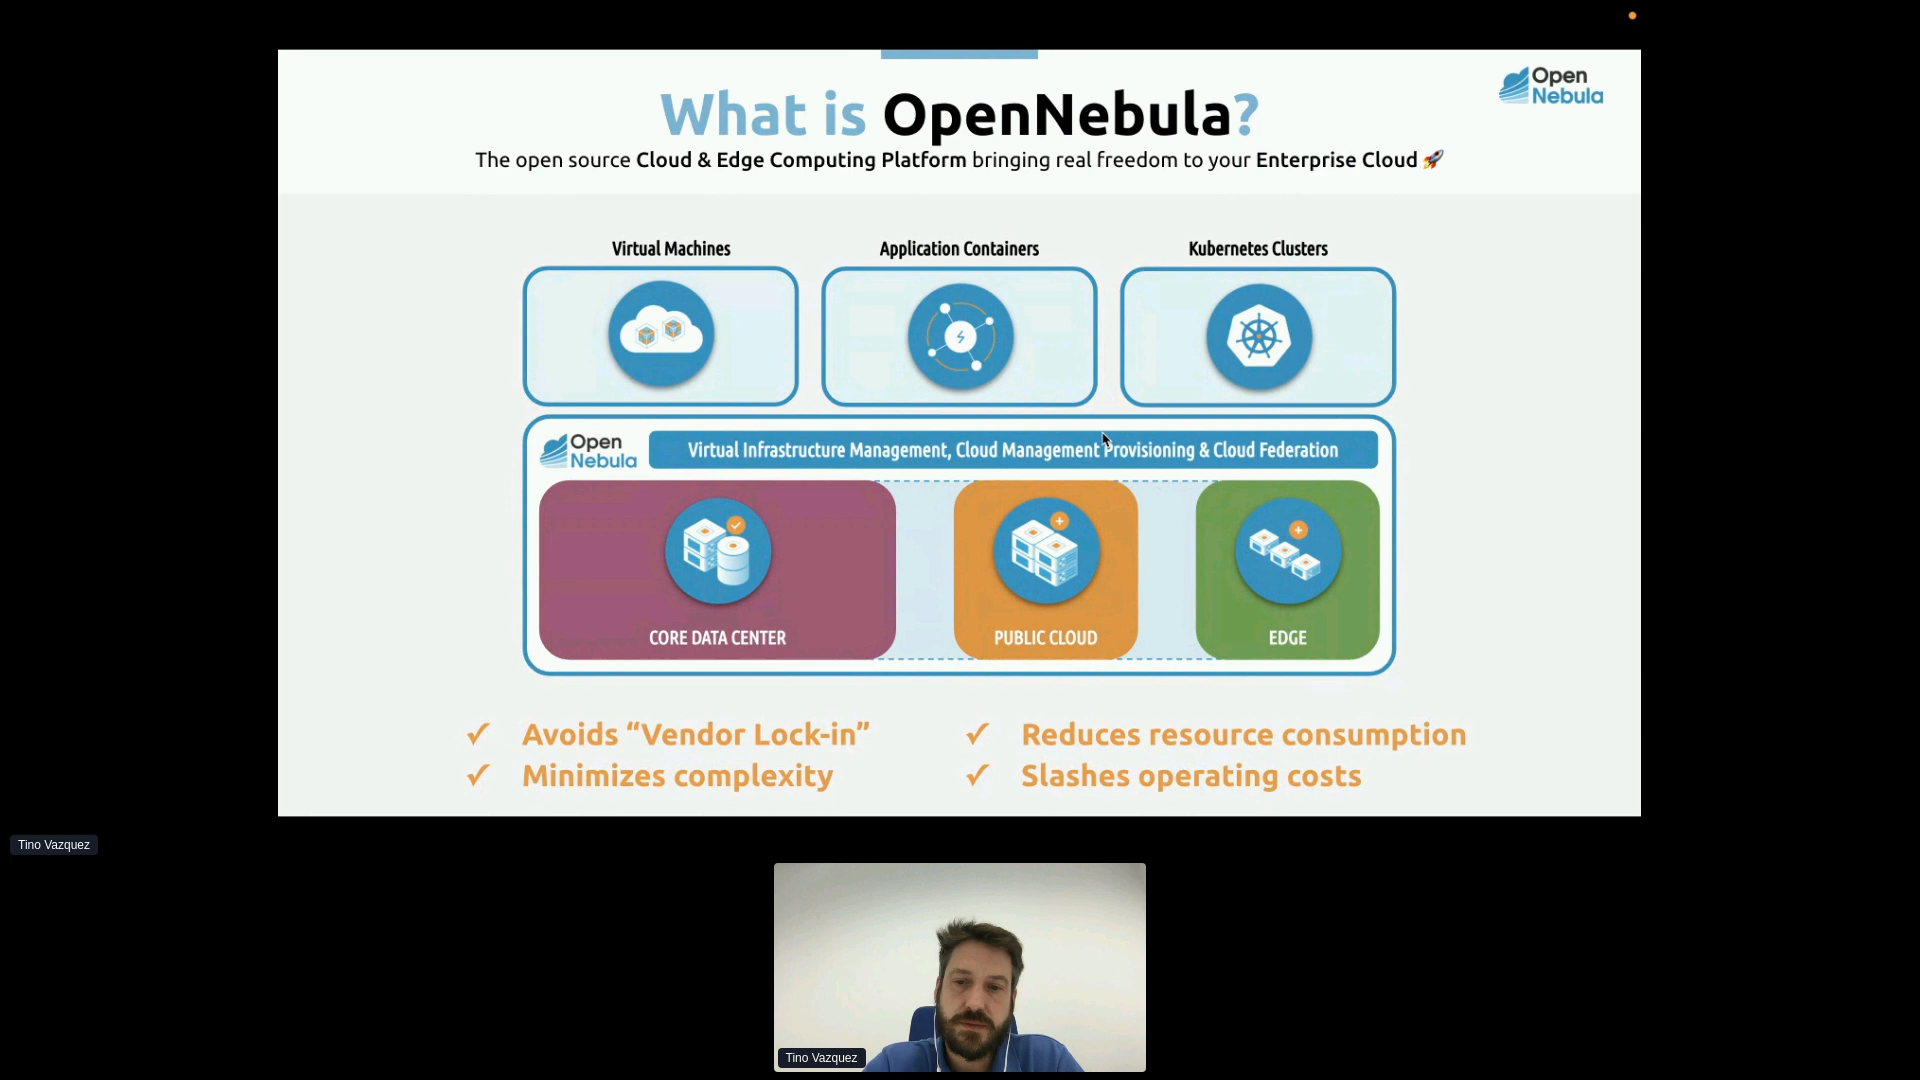 What is OpenNebula?
Open
Nebula
The open source Cloud & Edge Computing Platform bringing real freedom to your Enterprise Cloud 🚀
Virtual Machines
Application Containers
Kubernetes Clusters
Open
Nebula
Virtual Infrastructure Management, Cloud Management Provisioning & Cloud Federation
CORE DATA CENTER
PUBLIC CLOUD
EDGE
✓ Avoids “Vendor Lock-in”
✓ Minimizes complexity
✓ Reduces resource consumption
✓ Slashes operating costs
Tino Vazquez
Tino Vazquez